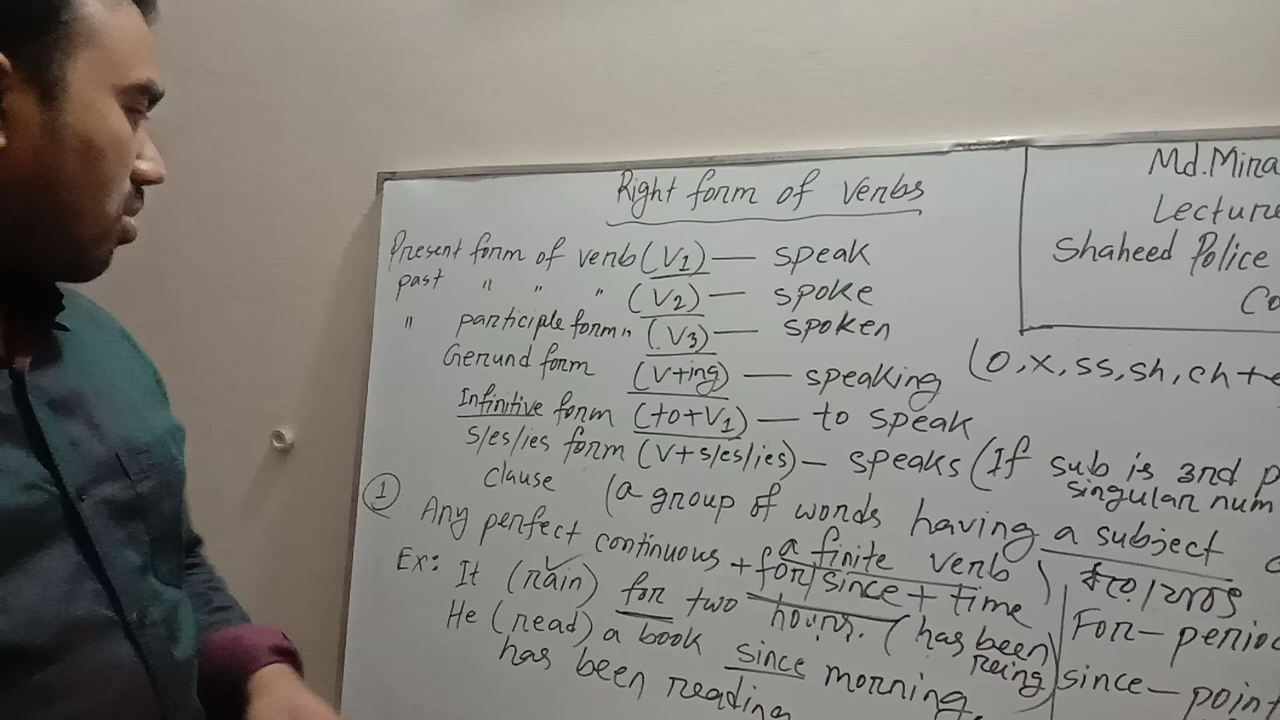 Right form of verbs
Md. Mina
Lecture
Shaheed Police
Co
Present form of verb (V1) — speak
past " " " (V2) — spoke
" participle form " (V3) — spoken
Gerund form (V+ing) — speaking
(o, x, ss, sh, ch + e
Infinitive form (to+V1) — to speak
s/es/ies form (V+s/es/ies) — speaks (If sub is 3rd p
singular num
clause (a group of words having a subject
a finite verb)
① Any perfect continuous + for/since + time
Ex: It (rain) for two hours. (has been
He (read) a book since morning.
has been reading
For — period
since — point